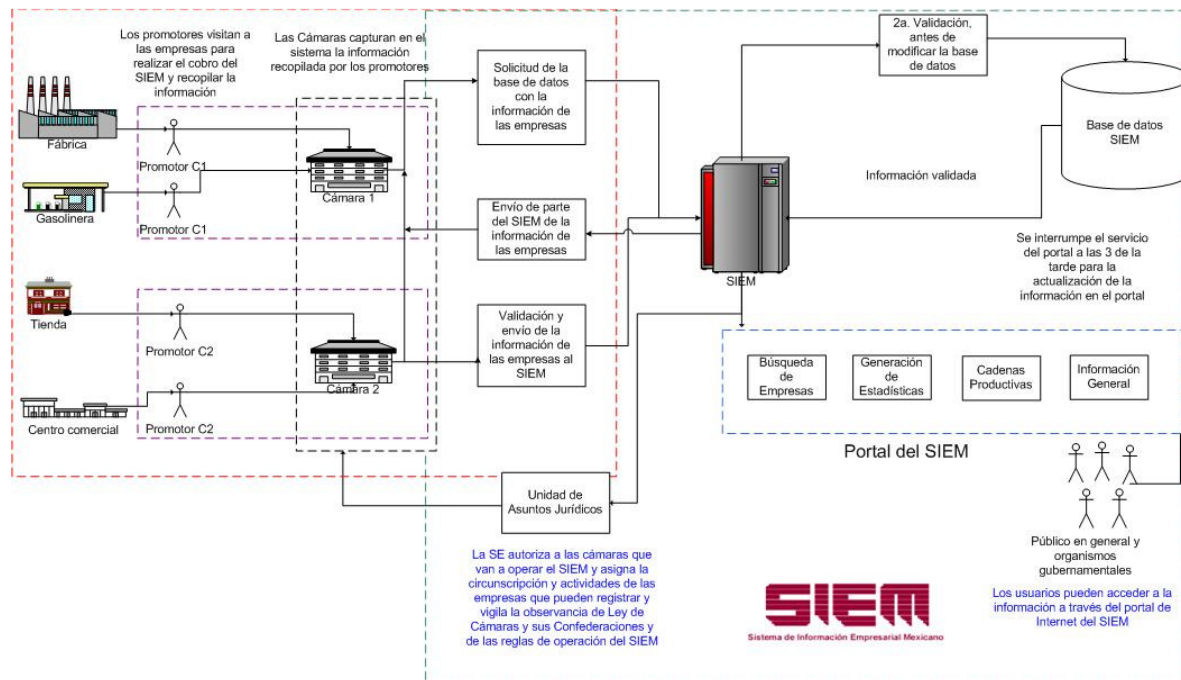 Los promotores visitan a
las empresas para
realizar el cobro del
SIEM y recopilar la
información
Las Cámaras capturan en el
sistema la información
recopilada por los promotores
Fábrica
Promotor C1
Gasolinera
Promotor C1
Cámara 1
Tienda
Promotor C2
Centro comercial
Promotor C2
Cámara 2
Solicitud de la
base de datos
con la
información de
las empresas
Envío de parte
del SIEM de la
información de
las empresas
Validación y
envío de la
información de
las empresas al
SIEM
2a. Validación,
antes de
modificar la base
de datos
Base de datos
SIEM
Información validada
SIEM
Se interrumpe el servicio
del portal a las 3 de la
tarde para la
actualización de la
información en el portal
Búsqueda
de
Empresas
Generación
de
Estadísticas
Cadenas
Productivas
Información
General
Portal del SIEM
Unidad de
Asuntos Jurídicos
La SE autoriza a las cámaras que
van a operar el SIEM y asigna la
circunscripción y actividades de las
empresas que pueden registrar y
vigila la observancia de Ley de
Cámaras y sus Confederaciones y
de las reglas de operación del SIEM
SIEM
Sistema de Información Empresarial Mexicano
Público en general y
organismos
gubernamentales
Los usuarios pueden acceder a la
información a través del portal de
Internet del SIEM